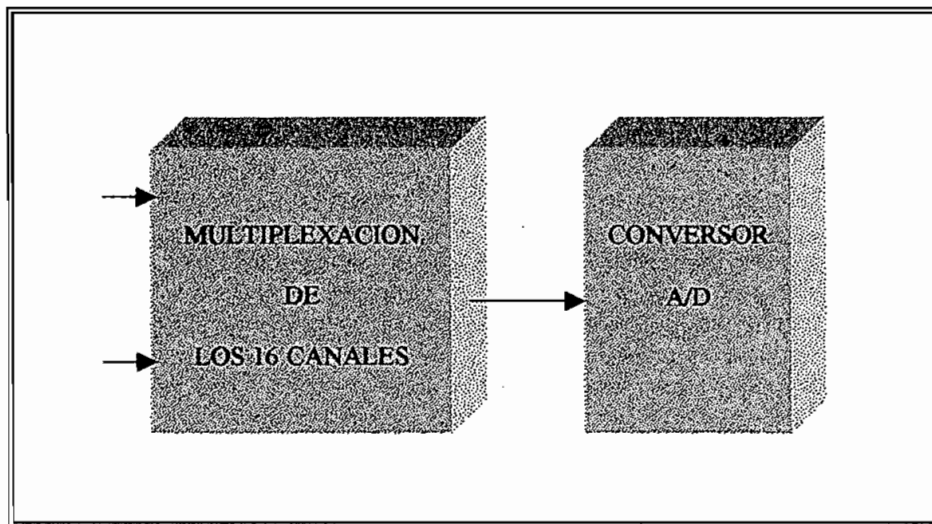 MULTIPLEXACION
DE
LOS 16 CANALES
CONVERSOR
A/D